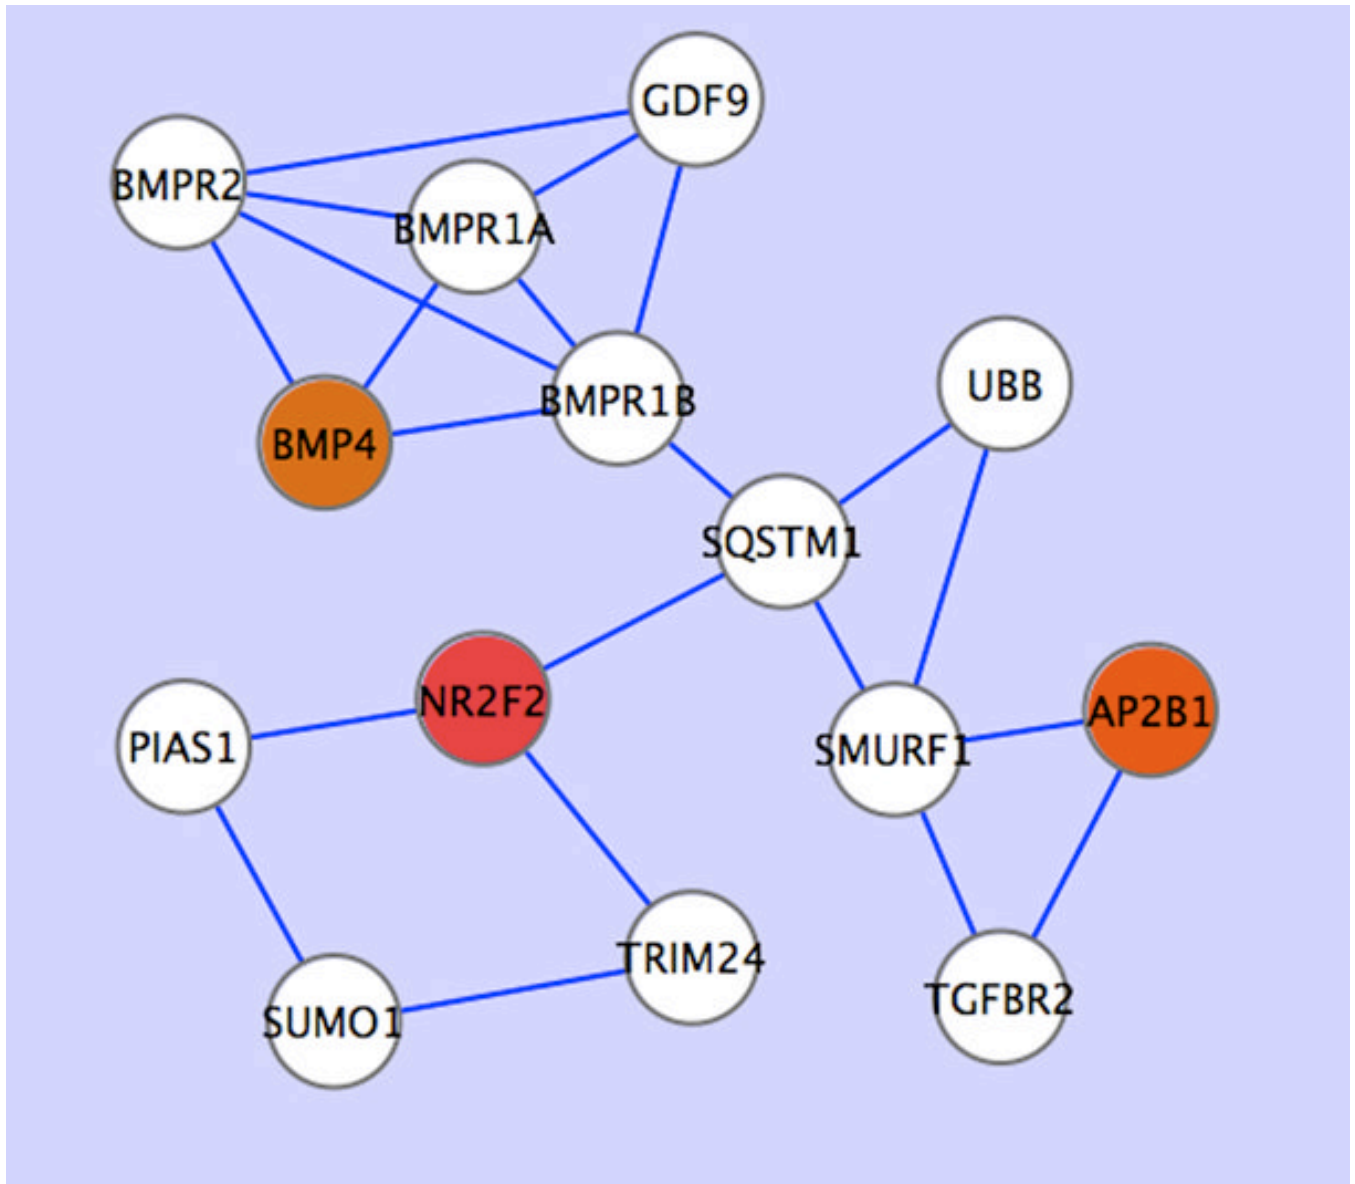 GDF9
BMPR2
BMPR1A
UBB
BMPR1B
BMP4
SQSTM1
NR2F2
AP2B1
PIAS1
SMURF1
TRIM24
TGFBR2
SUMO1